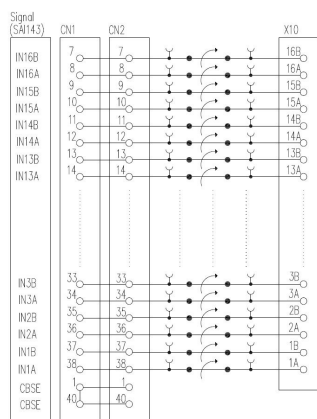 Signal
(SAI143) CN1 CN2 X10
IN16B 7 7 16B
IN16A 8 8 16A
IN15B 9 9 15B
IN15A 10 10 15A
IN14B 11 11 14B
IN14A 12 12 14A
IN13B 13 13 13B
IN13A 14 14 13A
IN3B 33 33 3B
IN3A 34 34 3A
IN2B 35 35 2B
IN2A 36 36 2A
IN1B 37 37 1B
IN1A 38 38 1A
CBSE 1 1
CBSE 40 40